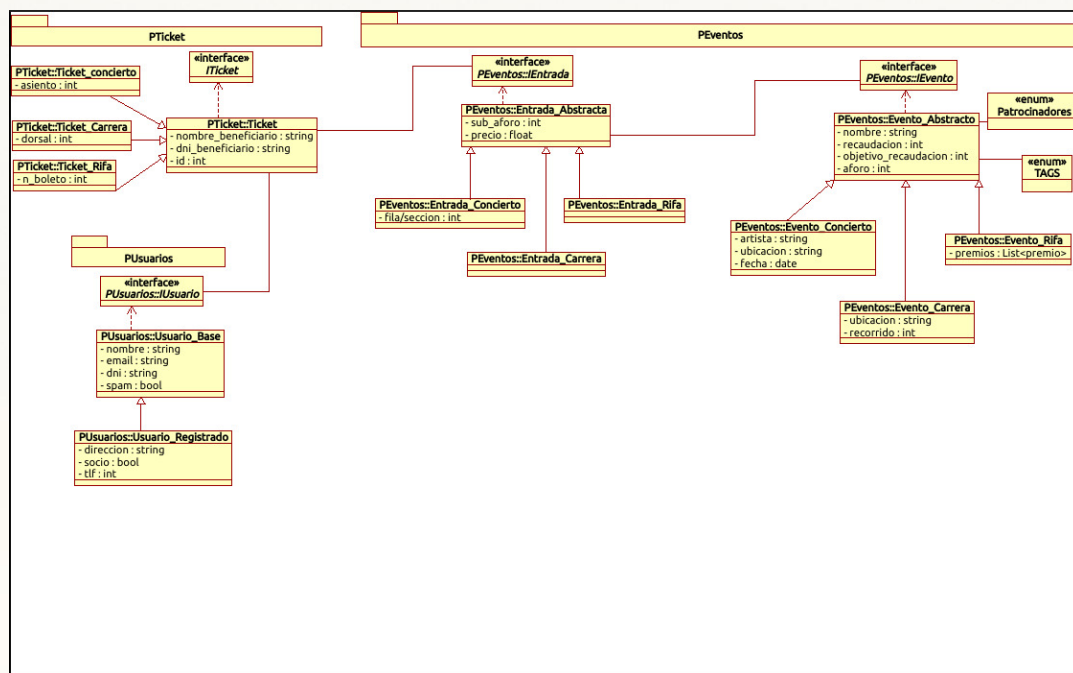 PTicket
PEventos
«interface»
ITicket
PTicket::Ticket_concierto
- asiento : int
PTicket::Ticket_Carrera
- dorsal : int
PTicket::Ticket_Rifa
- n_boleto : int
PTicket::Ticket
- nombre_beneficiario : string
- dni_beneficiario : string
- id : int
«interface»
PEventos::IEntrada
PEventos::Entrada_Abstracta
- sub_aforo : int
- precio : float
PEventos::Entrada_Concierto
- fila/seccion : int
PEventos::Entrada_Rifa
PEventos::Entrada_Carrera
«interface»
PEventos::IEvento
PEventos::Evento_Abstracto
- nombre : string
- recaudacion : int
- objetivo_recaudacion : int
- aforo : int
«enum»
Patrocinadores
«enum»
TAGS
PEventos::Evento_Concierto
- artista : string
- ubicacion : string
- fecha : date
PEventos::Evento_Rifa
- premios : List<premio>
PEventos::Evento_Carrera
- ubicacion : string
- recorrido : int
PUsuarios
«interface»
PUsuarios::IUsuario
PUsuarios::Usuario_Base
- nombre : string
- email : string
- dni : string
- spam : bool
PUsuarios::Usuario_Registrado
- direccion : string
- socio : bool
- tlf : int